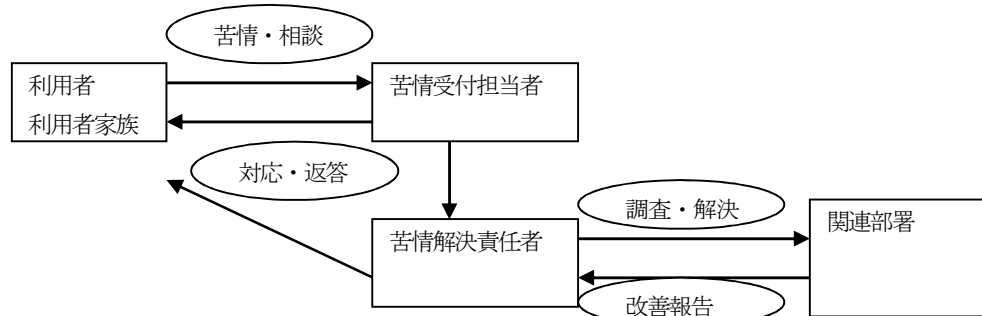 苦情・相談
利用者
利用者家族
苦情受付担当者
対応・返答
調査・解決
苦情解決責任者
関連部署
改善報告